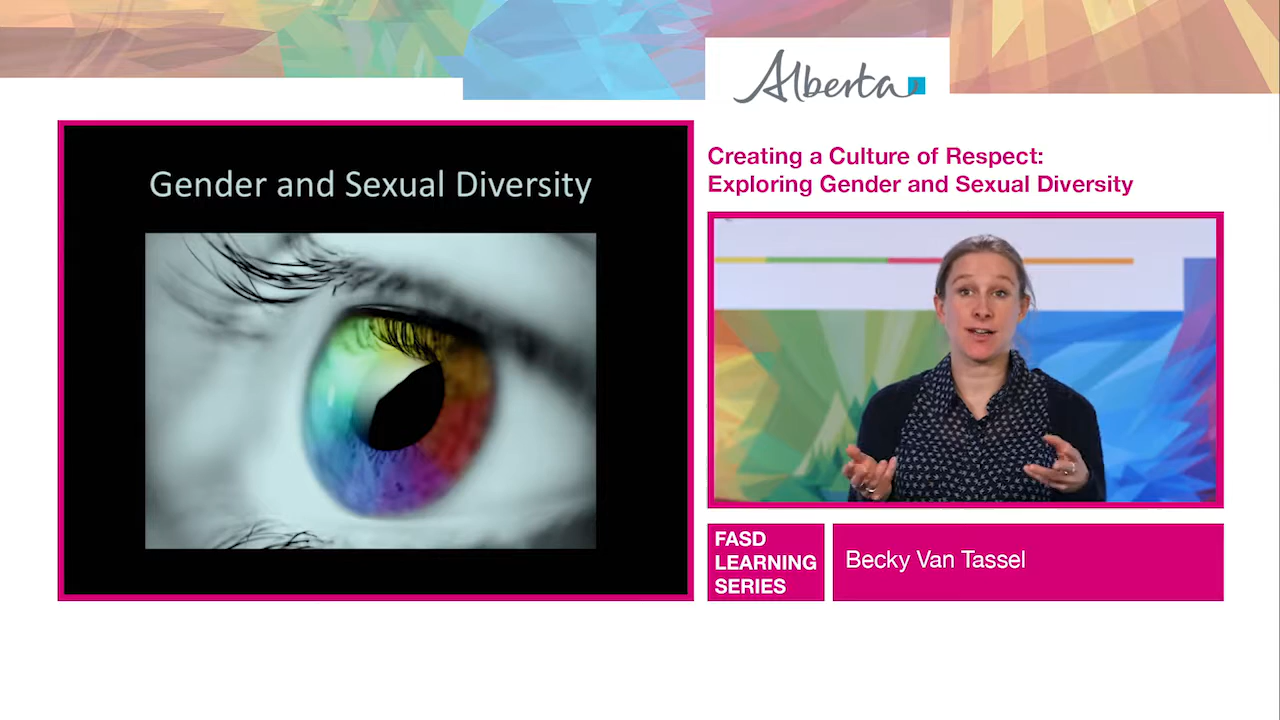 Alberta
Gender and Sexual Diversity
Creating a Culture of Respect:
Exploring Gender and Sexual Diversity
FASD
LEARNING
SERIES
Becky Van Tassel